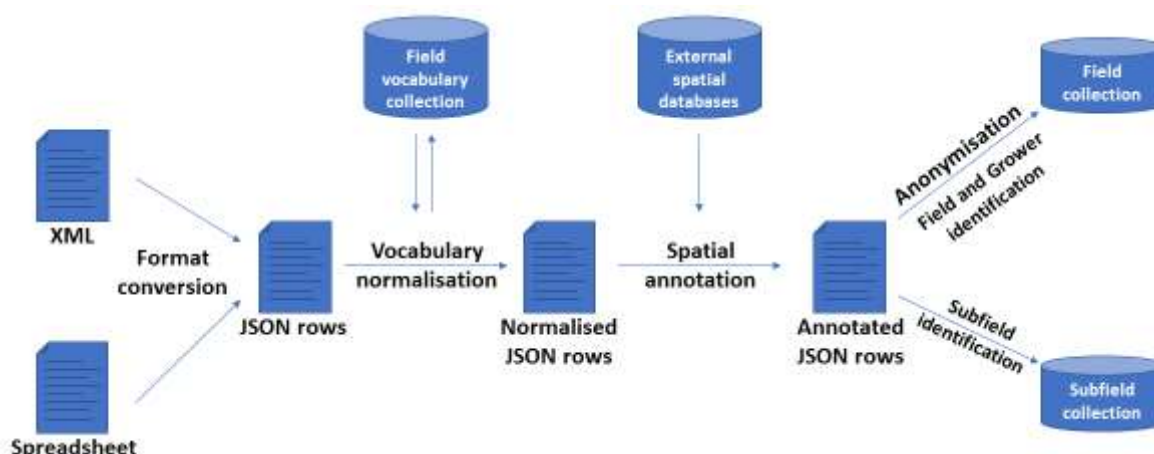 Field
vocabulary
collection
External
spatial
databases
Field
collection
XML
Format
conversion
JSON rows
Vocabulary
normalisation
Normalised
JSON rows
Spatial
annotation
Annotated
JSON rows
Anonymisation
Field and Grower
identification
Subfield
identification
Subfield
collection
Spreadsheet